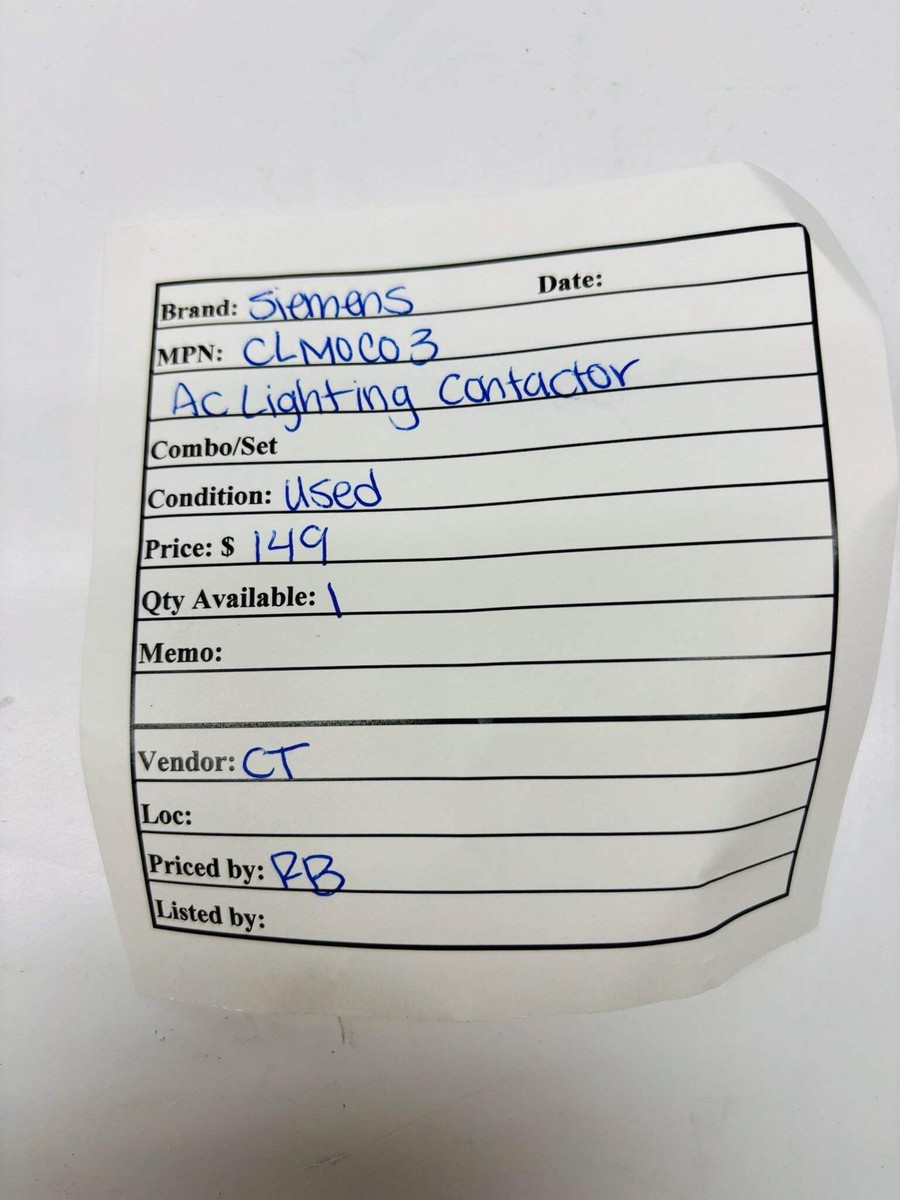 Brand: Siemens Date:
MPN: CLM0C03
Ac Lighting Contactor
Combo/Set
Condition: Used
Price: $ 149
Qty Available: 1
Memo:
Vendor: CT
Loc:
Priced by: RB
Listed by: